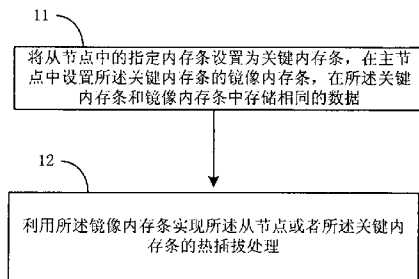 11
将从节点中的指定内存条设置为关键内存条，在主节
点中设置所述关键内存条的镜像内存条，在所述关键
内存条和镜像内存条中存储相同的数据
12
利用所述镜像内存条实现所述从节点或者所述关键内
存条的热插拔处理